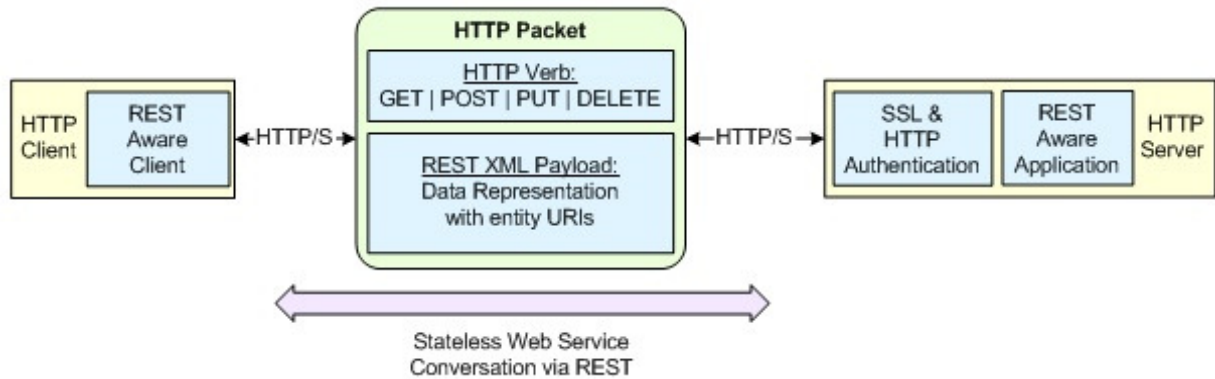 HTTP Packet
HTTP Verb:
GET | POST | PUT | DELETE
REST XML Payload:
Data Representation
with entity URIs
HTTP
Client
REST
Aware
Client
HTTP/S
HTTP/S
SSL &
HTTP
Authentication
REST
Aware
Application
HTTP
Server
Stateless Web Service
Conversation via REST